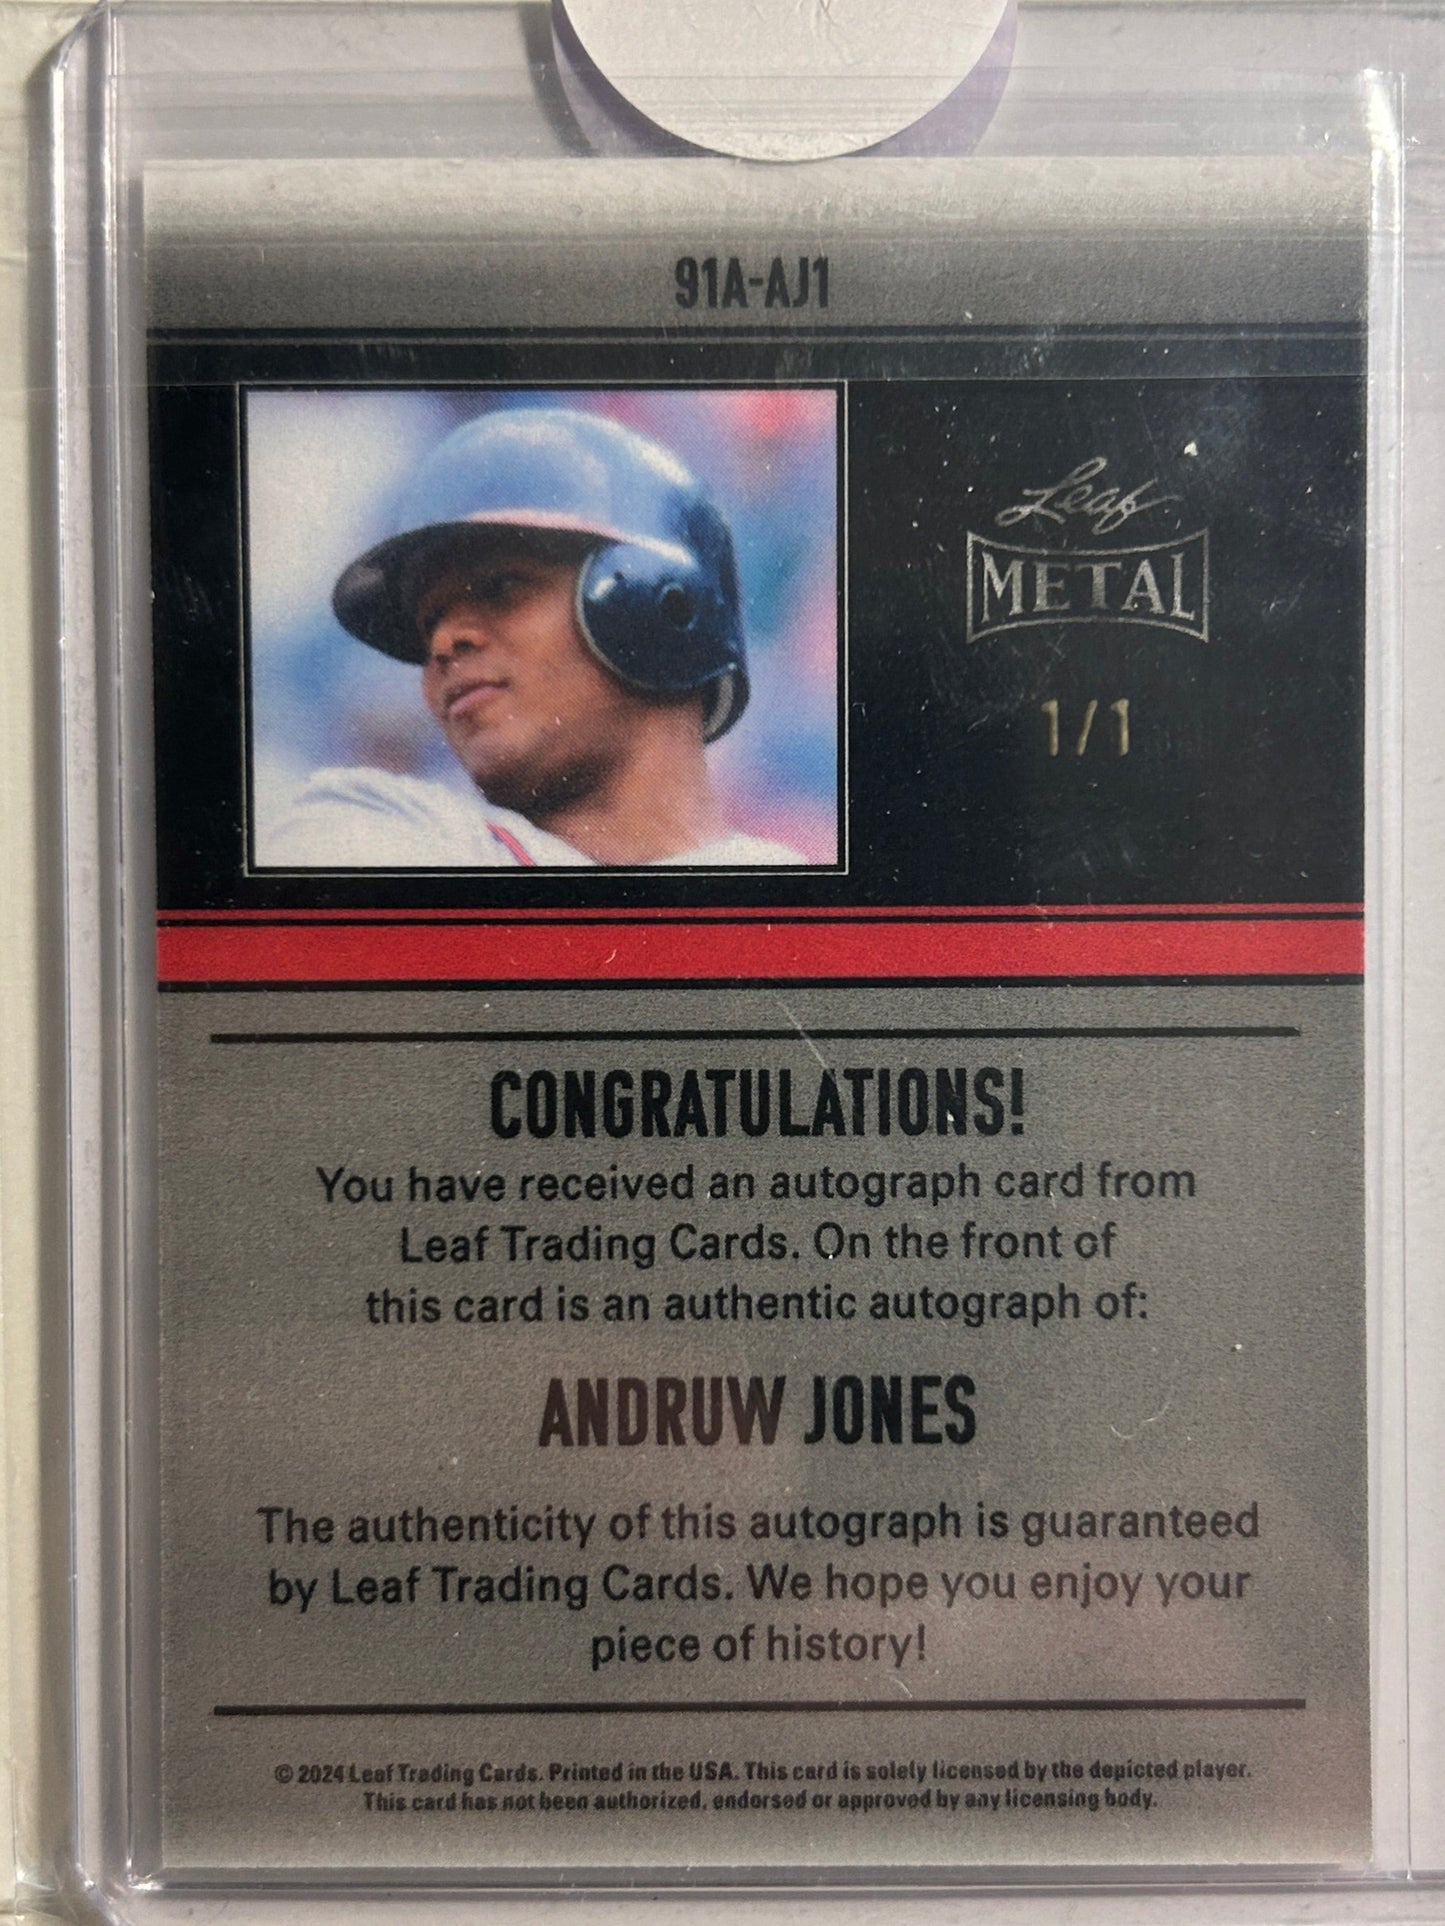 91A-AJ1
Leaf
METAL
1/1
CONGRATULATIONS!
You have received an autograph card from
Leaf Trading Cards. On the front of
this card is an authentic autograph of:
ANDRUW JONES
The authenticity of this autograph is guaranteed
by Leaf Trading Cards. We hope you enjoy your
piece of history!
© 2024 Leaf Trading Cards. Printed in the USA. This card is solely licensed by the depicted player.
This card has not been authorized, endorsed or approved by any licensing body.